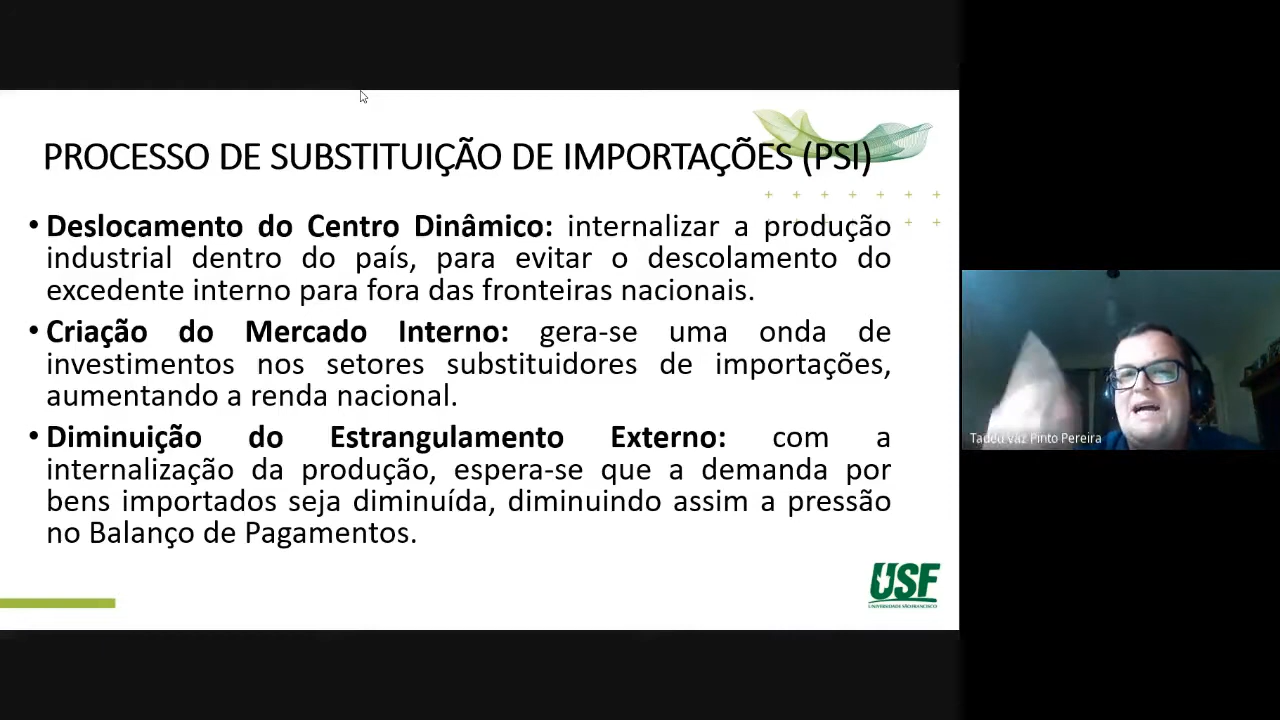 PROCESSO DE SUBSTITUIÇÃO DE IMPORTAÇÕES (PSI)
• Deslocamento do Centro Dinâmico: internalizar a produção
industrial dentro do país, para evitar o descolamento do
excedente interno para fora das fronteiras nacionais.
• Criação do Mercado Interno: gera-se uma onda de
investimentos nos setores substituidores de importações,
aumentando a renda nacional.
• Diminuição do Estrangulamento Externo: com a
internalização da produção, espera-se que a demanda por
bens importados seja diminuída, diminuindo assim a pressão
no Balanço de Pagamentos.
USF
UNIVERSIDADE SÃO FRANCISCO
Tadeu Vaz Pinto Pereira